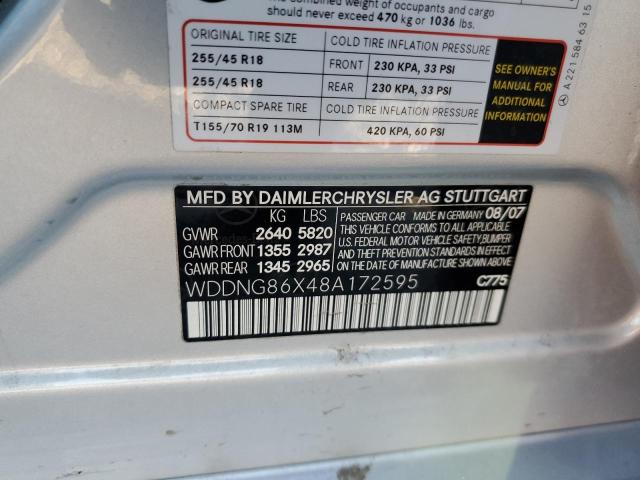 combined weight of occupants and cargo
should never exceed 470 kg or 1036 lbs.
ORIGINAL TIRE SIZE COLD TIRE INFLATION PRESSURE
255/45 R18 FRONT 230 KPA, 33 PSI
255/45 R18 REAR 230 KPA, 33 PSI
COMPACT SPARE TIRE COLD TIRE INFLATION PRESSURE
T155/70 R19 113M 420 KPA, 60 PSI
SEE OWNER'S
MANUAL FOR
ADDITIONAL
INFORMATION
A 221 584 63 15
MFD BY DAIMLERCHRYSLER AG STUTTGART
KG LBS
GVWR 2640 5820
GAWR FRONT 1355 2987
GAWR REAR 1345 2965
PASSENGER CAR MADE IN GERMANY 08/07
THIS VEHICLE CONFORMS TO ALL APPLICABLE
U.S. FEDERAL MOTOR VEHICLE SAFETY, BUMPER
AND THEFT PREVENTION STANDARDS IN EFFECT ON THE
DATE OF MANUFACTURE SHOWN ABOVE.
WDDNG86X48A172595 C775